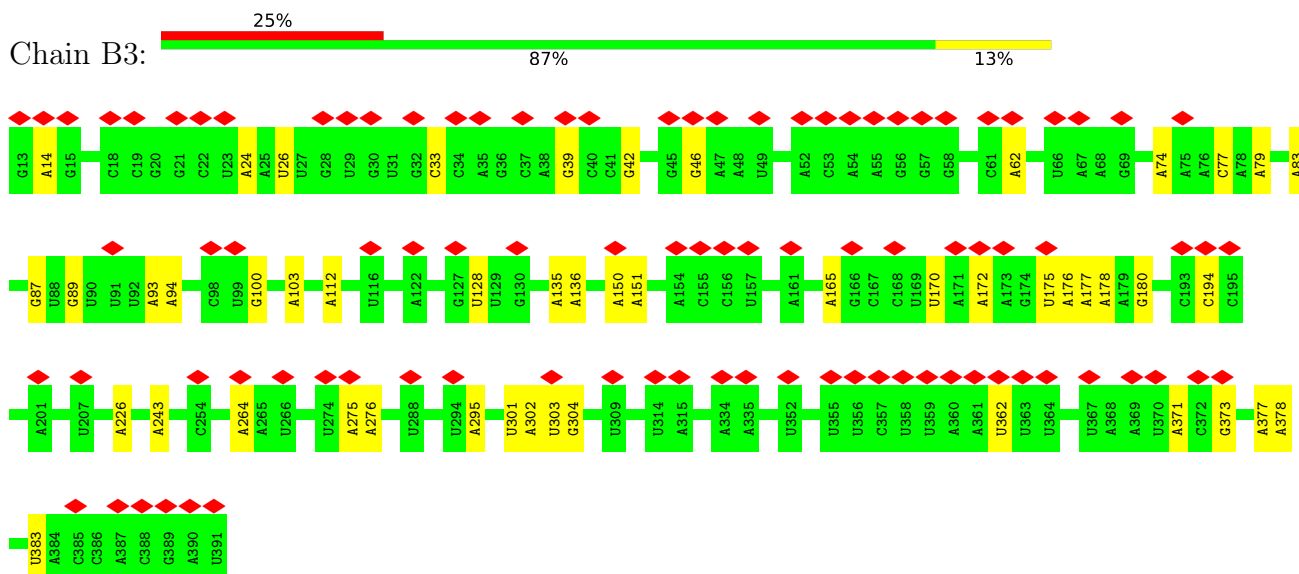 25%
Chain B3:
87% 13%
G13 A14 G15 C18 C19 G20 G21 C22 U23 A24 A25 U26 U27 G28 U29 G30 U31 G32 C33 C34 A35 G36 C37 A38 G39 C40 C41 G42 G45 G46 A47 A48 U49 A52 C53 A54 A55 G56 G57 G58 C61 A62 U66 A67 A68 G69 A74 A75 A76 C77 A78 A79 A83
G87 U88 G89 U90 U91 U92 A93 A94 C98 U99 G100 A103 A112 U116 A122 G127 U128 U129 G130 A135 A136 A150 A151 A154 C155 C156 U157 A161 A165 G166 C167 C168 U169 U170 A171 A172 A173 G174 U175 A176 A177 A178 A179 G180 C193 C194 C195
A201 U207 A226 A243 C254 A264 A265 U266 U274 A275 A276 U288 U294 A295 U301 A302 U303 G304 U309 U314 A315 A334 A335 U352 U355 U356 C357 U358 U359 A360 A361 U362 U363 U364 U367 A368 A369 U370 A371 C372 G373 A377 A378
U383 A384 C385 C386 A387 C388 G389 A390 U391